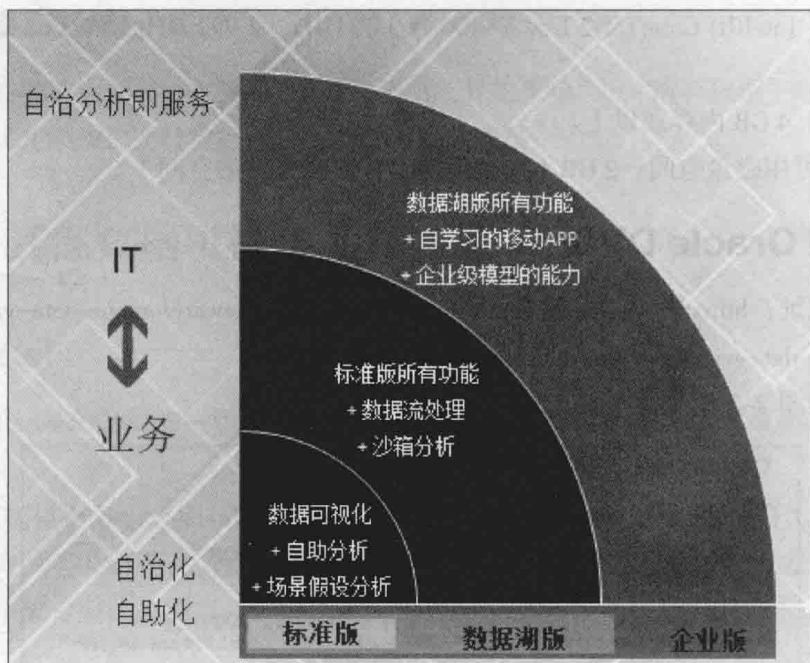 自治分析即服务
数据湖版所有功能
+ 自学习的移动APP
+ 企业级模型的能力
IT
业务
标准版所有功能
+ 数据流处理
+ 沙箱分析
数据可视化
+ 自助分析
+ 场景假设分析
自治化
自助化
标准版
数据湖版
企业版